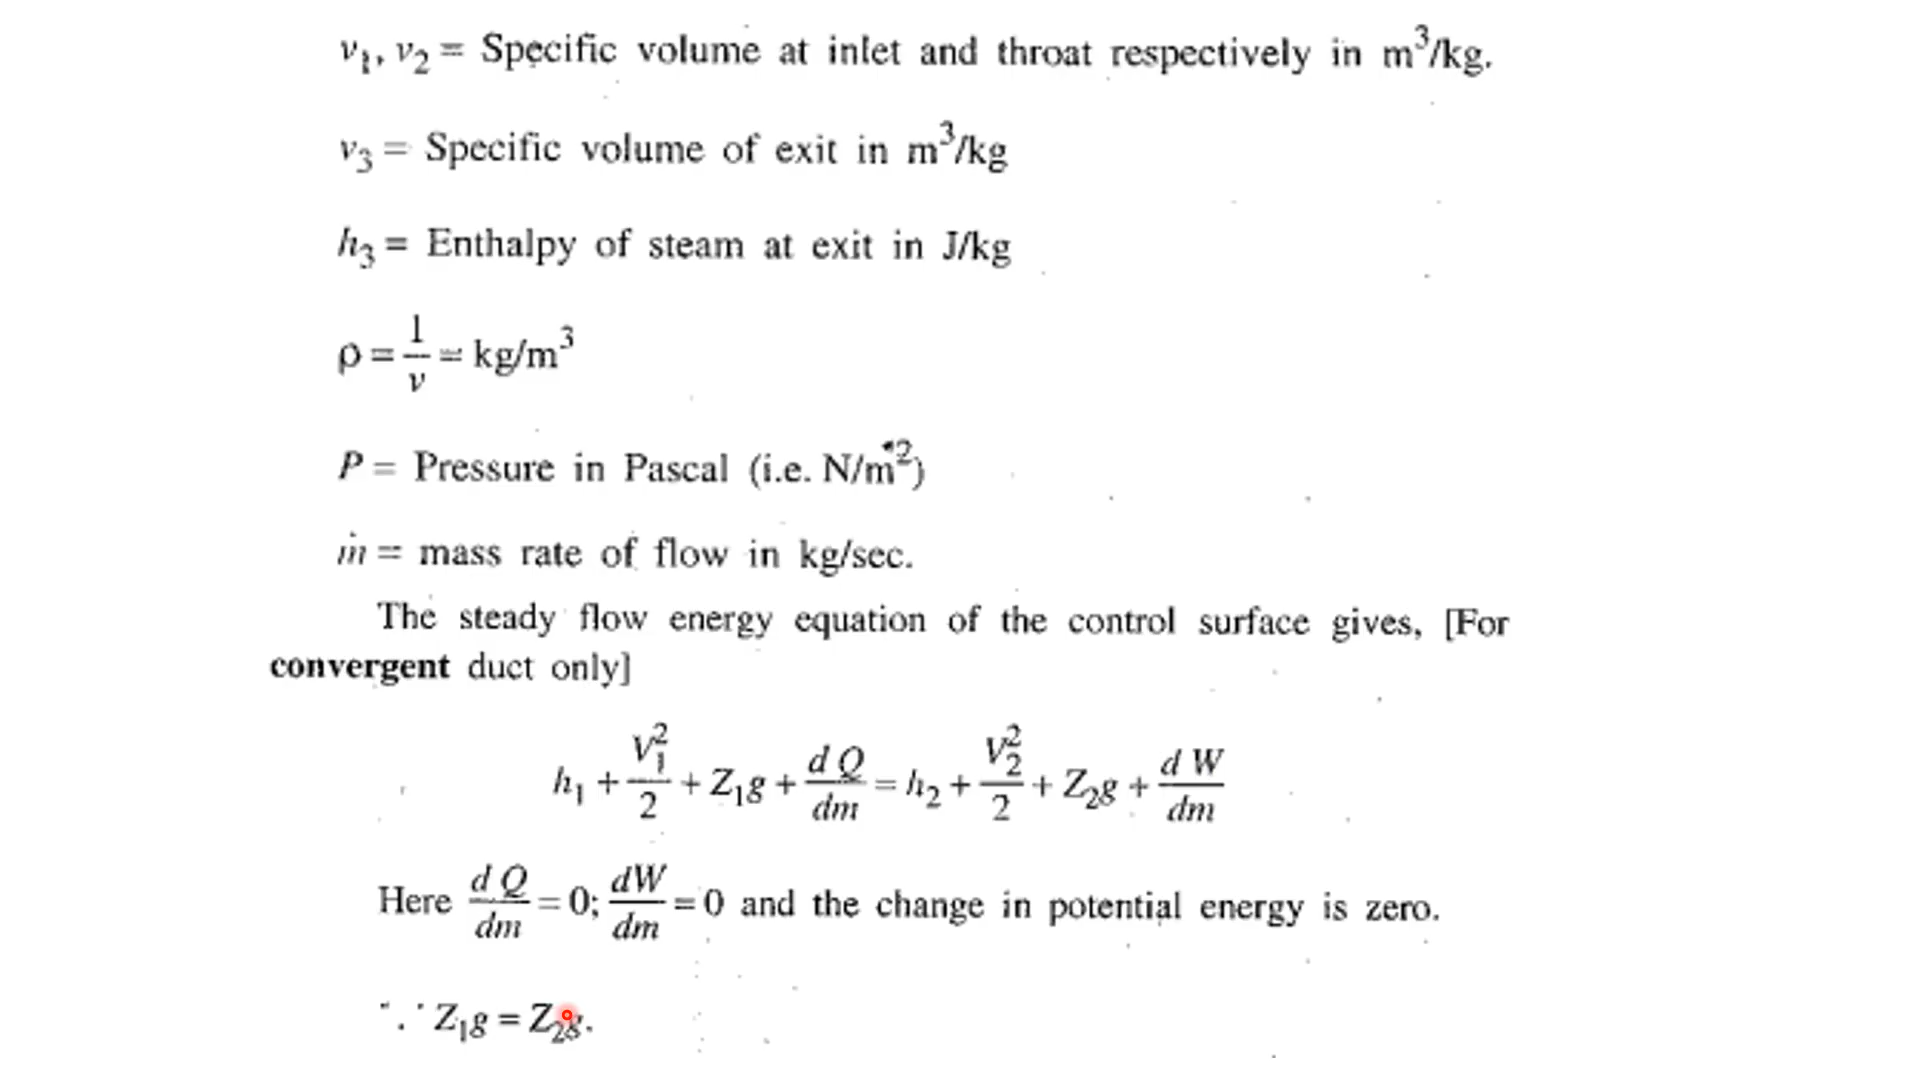 v₁, v₂ = Specific volume at inlet and throat respectively in m³/kg.
v₃ = Specific volume of exit in m³/kg
h₃ = Enthalpy of steam at exit in J/kg
ρ = 1/v = kg/m³
P = Pressure in Pascal (i.e. N/m²)
ṁ = mass rate of flow in kg/sec.
The steady flow energy equation of the control surface gives, [For
convergent duct only]
h₁ + V₁²/2 + Z₁g + dQ/dm = h₂ + V₂²/2 + Z₂g + dW/dm
Here dQ/dm = 0; dW/dm = 0 and the change in potential energy is zero.
∵ Z₁g = Z₂g.